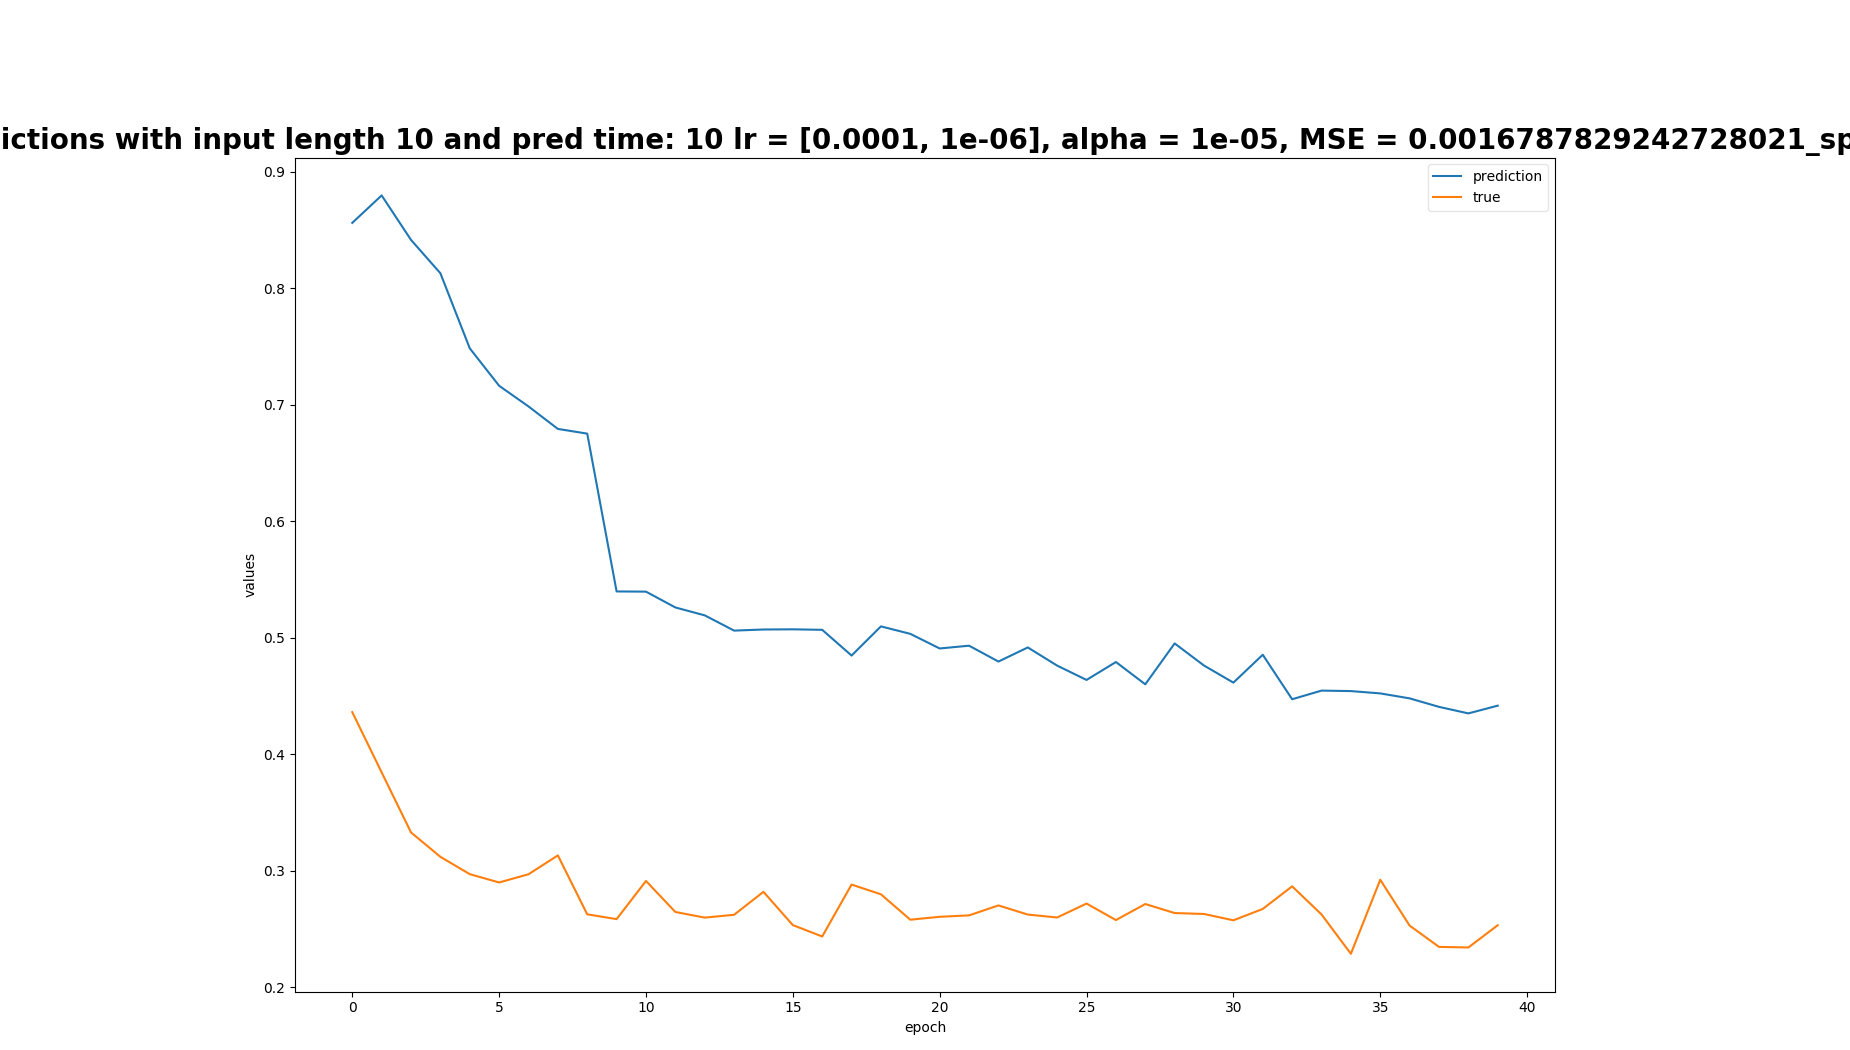 ictions with input length 10 and pred time: 10 lr = [0.0001, 1e-06], alpha = 1e-05, MSE = 0.0016787829242728021_sp
prediction
true
0.9
0.8
0.7
0.6
0.5
0.4
0.3
0.2
values
0 5 10 15 20 25 30 35 40
epoch